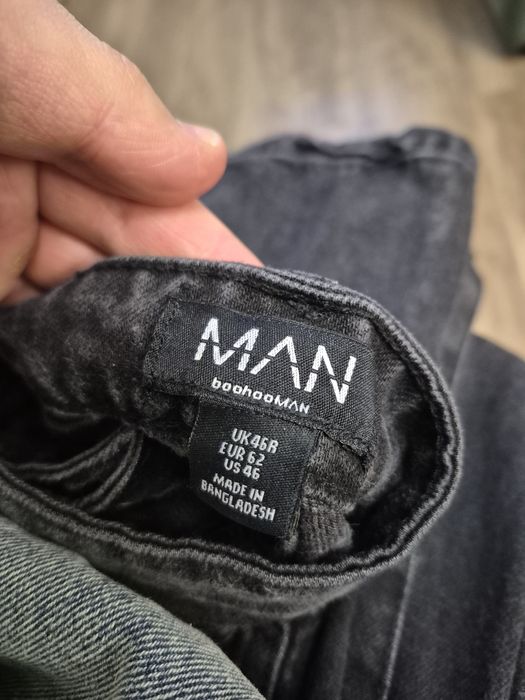 MAN
boohooMAN
UK46R
EUR 62
US 46
MADE IN
BANGLADESH